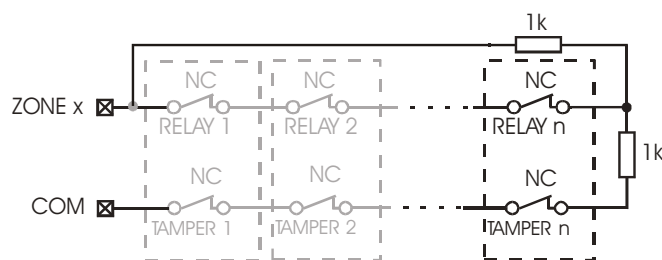 1k
NC NC NC
ZONE x
RELAY 1 RELAY 2 RELAY n
1k
NC NC NC
COM
TAMPER 1 TAMPER 2 TAMPER n